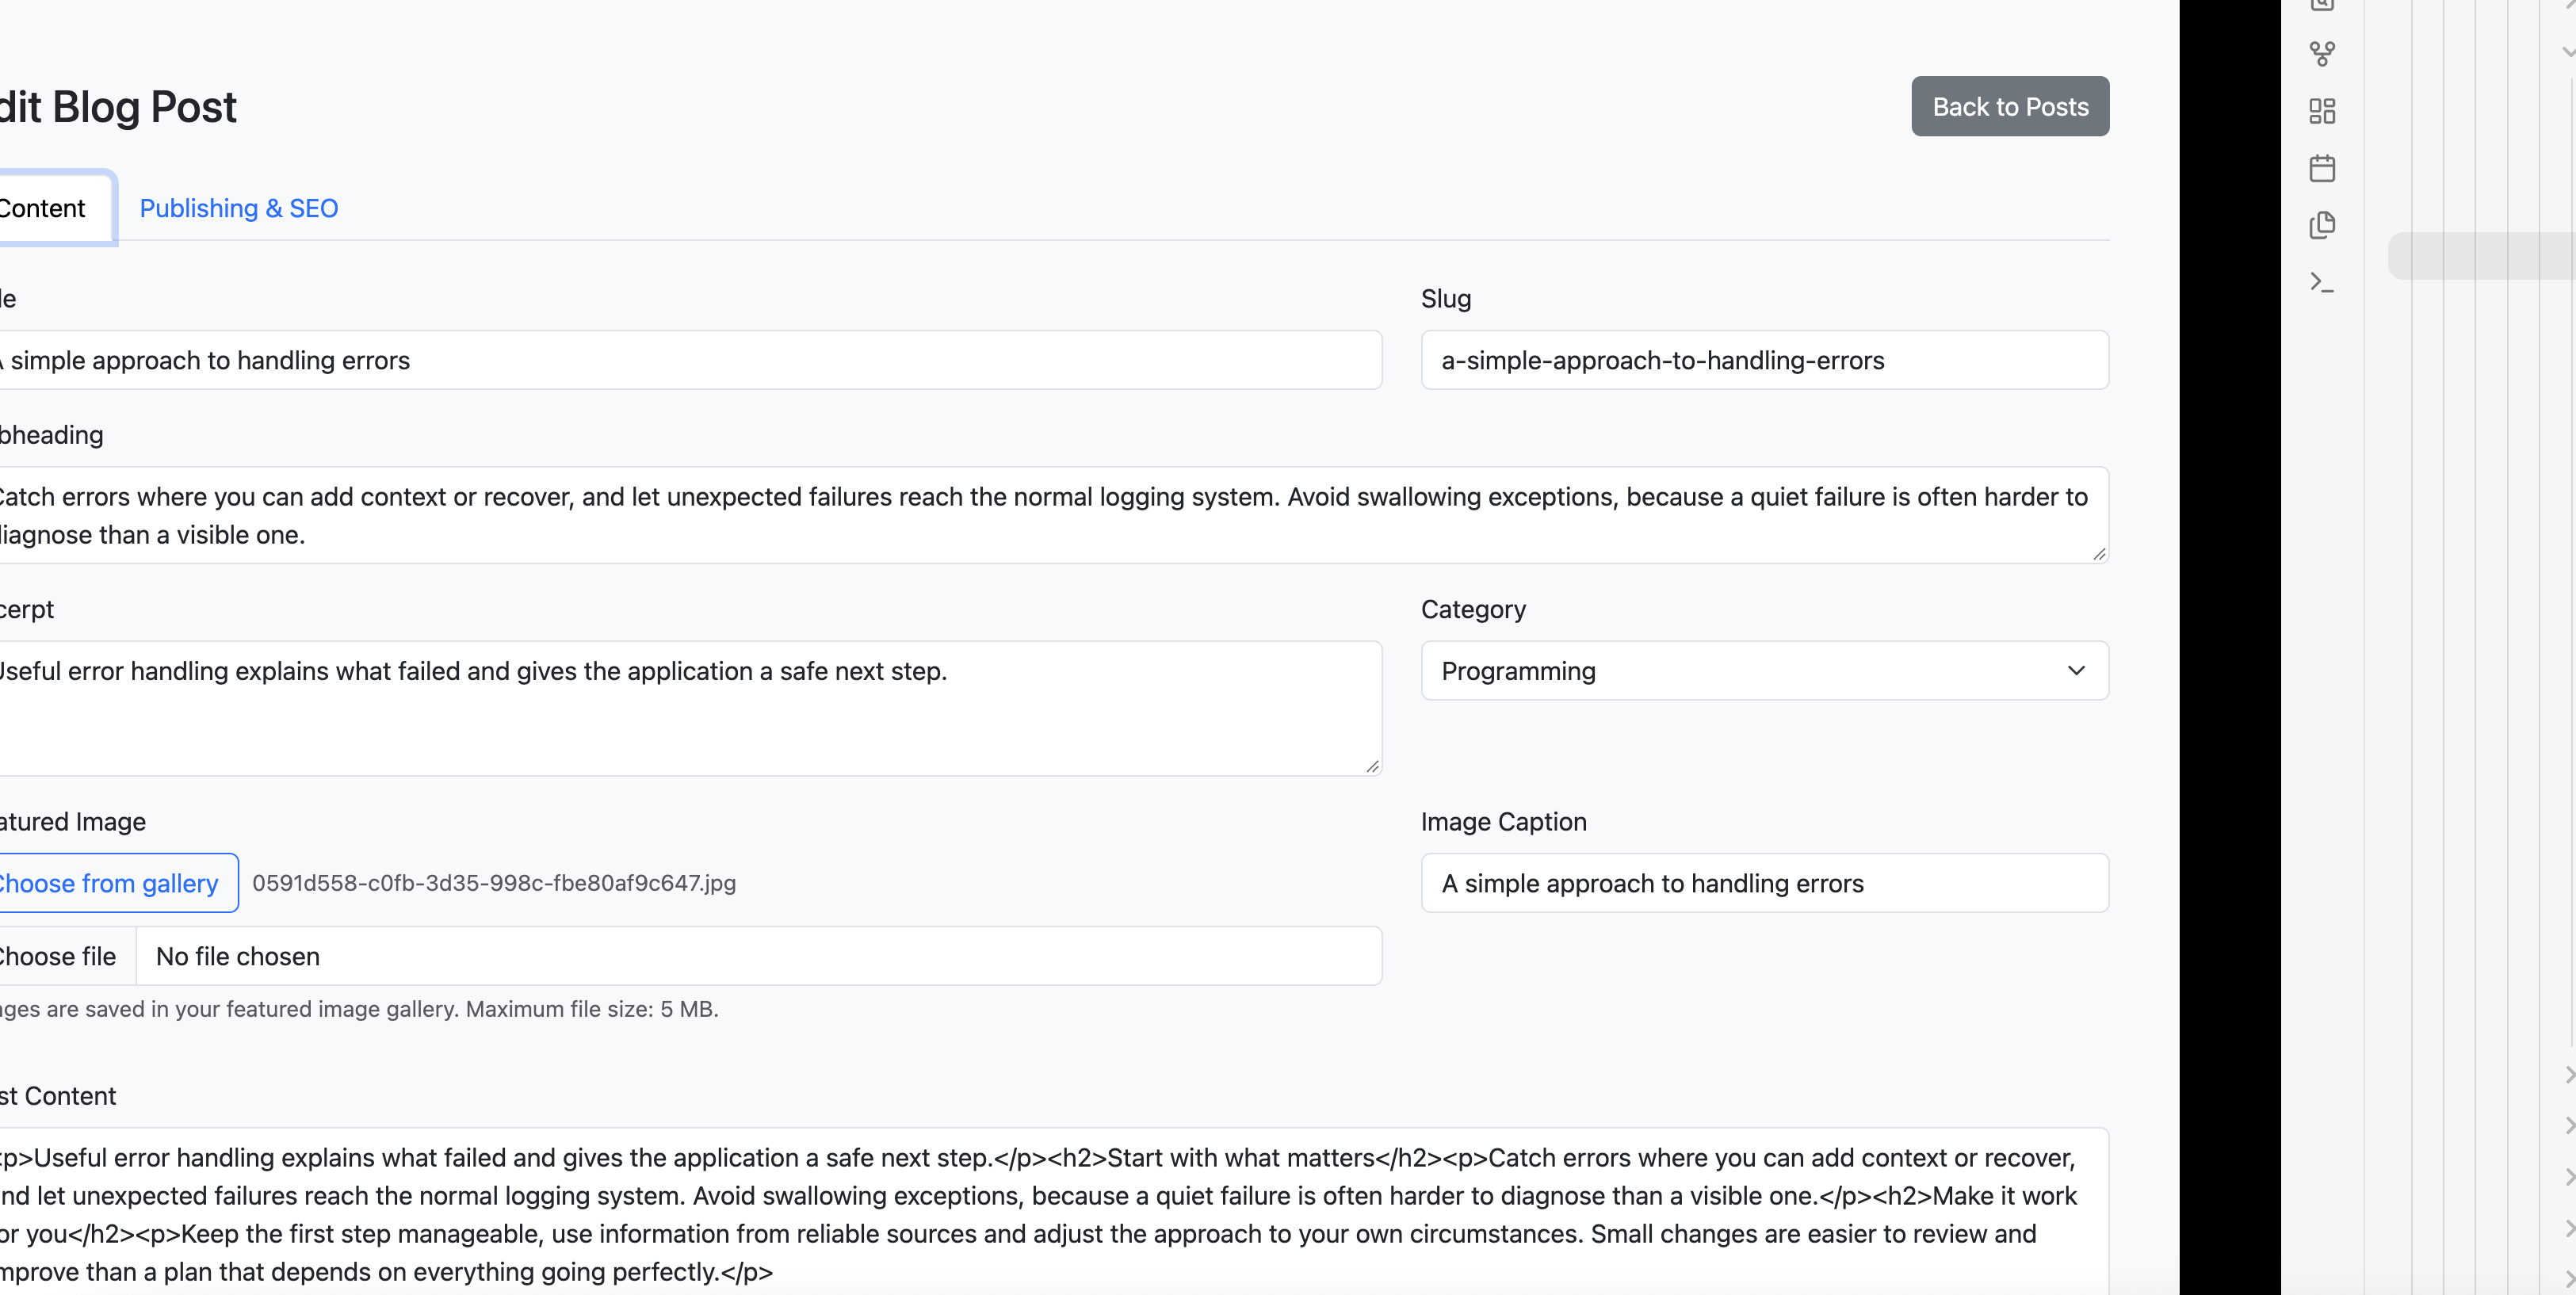 dit Blog Post
Back to Posts
Content
Publishing & SEO
le
Slug
A simple approach to handling errors
a-simple-approach-to-handling-errors
bheading
Catch errors where you can add context or recover, and let unexpected failures reach the normal logging system. Avoid swallowing exceptions, because a quiet failure is often harder to
diagnose than a visible one.
cerpt
Category
Useful error handling explains what failed and gives the application a safe next step.
Programming
atured Image
Image Caption
Choose from gallery
0591d558-c0fb-3d35-998c-fbe80af9c647.jpg
A simple approach to handling errors
Choose file
No file chosen
ages are saved in your featured image gallery. Maximum file size: 5 MB.
st Content
<p>Useful error handling explains what failed and gives the application a safe next step.</p><h2>Start with what matters</h2><p>Catch errors where you can add context or recover,
and let unexpected failures reach the normal logging system. Avoid swallowing exceptions, because a quiet failure is often harder to diagnose than a visible one.</p><h2>Make it work
for you</h2><p>Keep the first step manageable, use information from reliable sources and adjust the approach to your own circumstances. Small changes are easier to review and
improve than a plan that depends on everything going perfectly.</p>